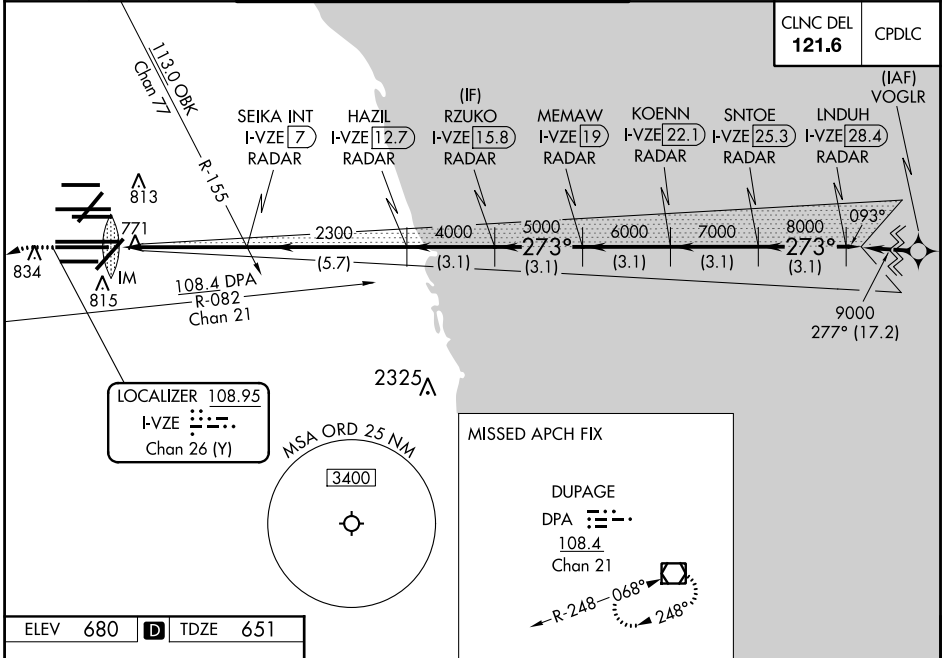 CLNC DEL
121.6
CPDLC
113.0 OBK
Chan 77
R-155
SEIKA INT
I-VZE 7
RADAR
HAZIL
I-VZE 12.7
RADAR
(IF)
RZUKO
I-VZE 15.8
RADAR
MEMAW
I-VZE 19
RADAR
KOENN
I-VZE 22.1
RADAR
SNTOE
I-VZE 25.3
RADAR
LNDUH
I-VZE 28.4
RADAR
(IAF)
VOGLR
813
771
834
815
IM
2300
4000
5000
6000
7000
8000
093°
273°
273°
(5.7)
(3.1)
(3.1)
(3.1)
(3.1)
(3.1)
9000
277° (17.2)
108.4 DPA
R-082
Chan 21
LOCALIZER 108.95
I-VZE
Chan 26 (Y)
2325
MSA ORD 25 NM
3400
MISSED APCH FIX
DUPAGE
DPA
108.4
Chan 21
R-248
068°
248°
ELEV 680 D TDZE 651